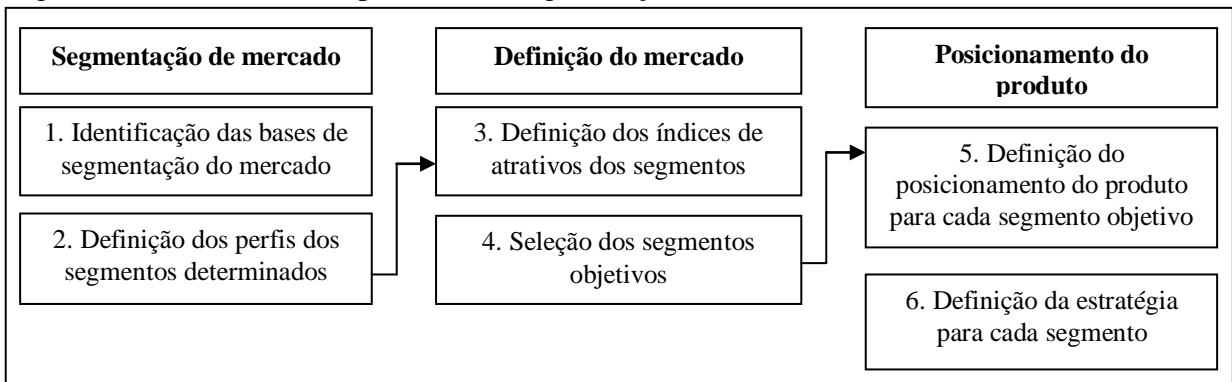 Segmentação de mercado
1. Identificação das bases de
segmentação do mercado
2. Definição dos perfis dos
segmentos determinados
Definição do mercado
3. Definição dos índices de
atrativos dos segmentos
4. Seleção dos segmentos
objetivos
Posicionamento do
produto
5. Definição do
posicionamento do produto
para cada segmento objetivo
6. Definição da estratégia
para cada segmento